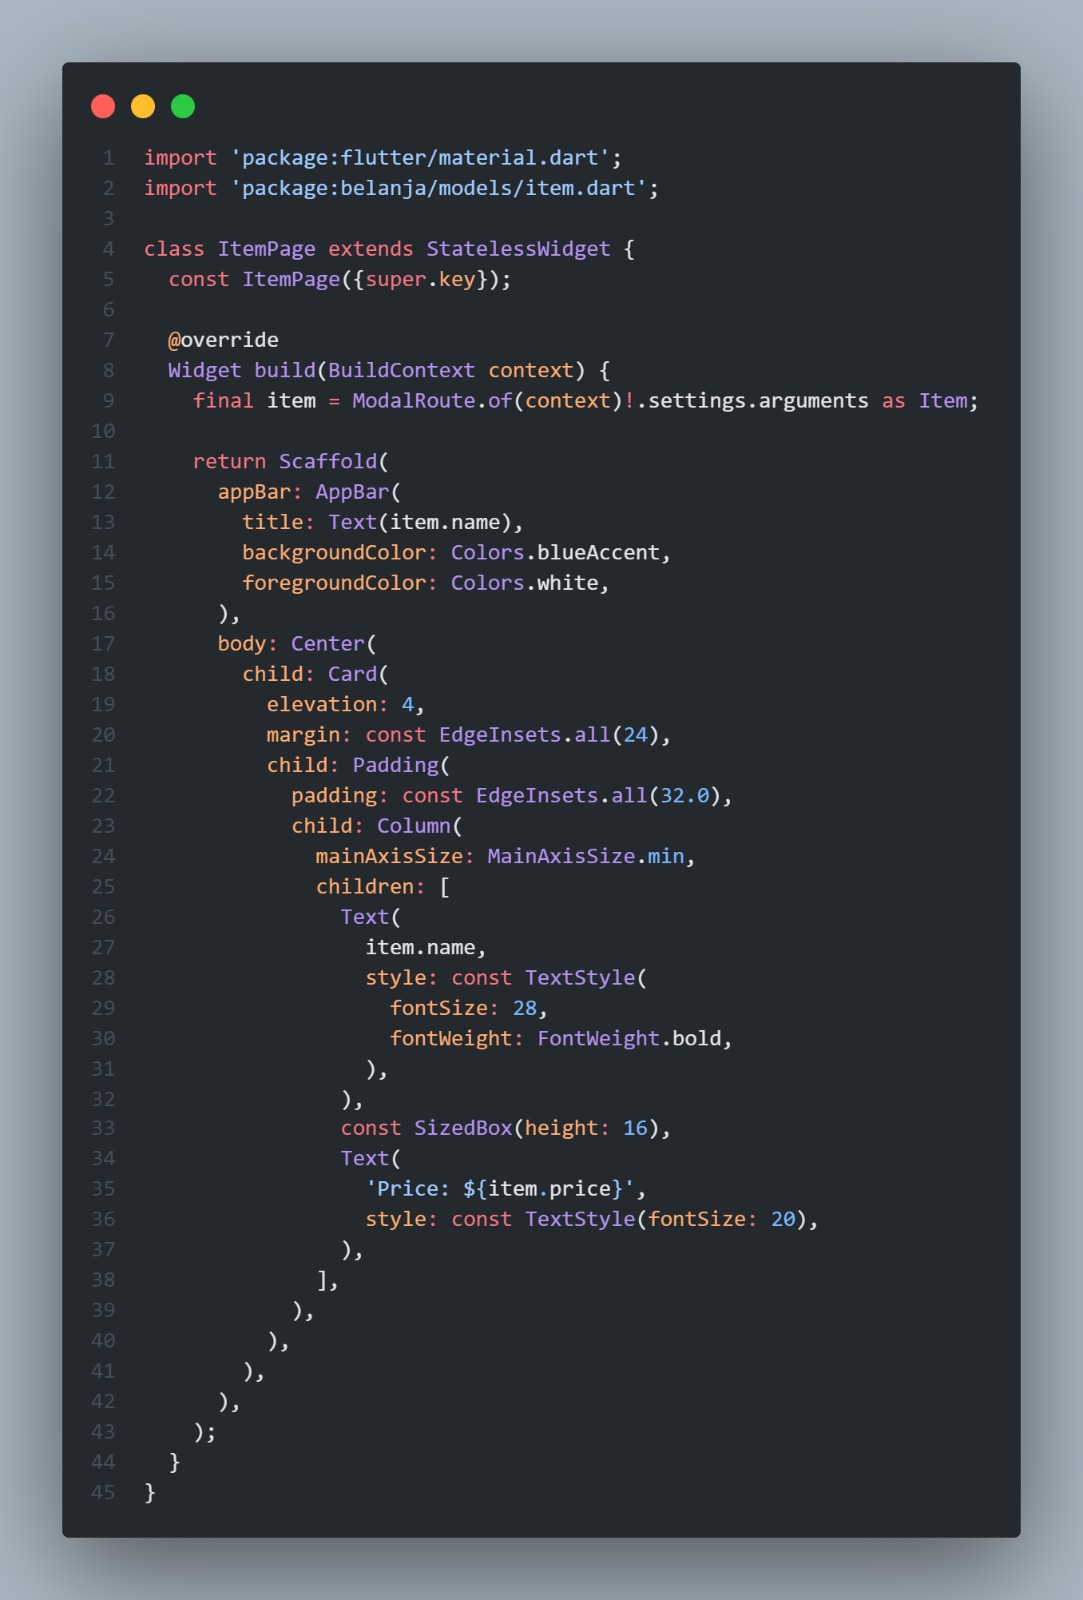 1 import 'package:flutter/material.dart';
2 import 'package:belanja/models/item.dart';
3
4 class ItemPage extends StatelessWidget {
5   const ItemPage({super.key});
6
7   @override
8   Widget build(BuildContext context) {
9     final item = ModalRoute.of(context)!.settings.arguments as Item;
10
11     return Scaffold(
12       appBar: AppBar(
13         title: Text(item.name),
14         backgroundColor: Colors.blueAccent,
15         foregroundColor: Colors.white,
16       ),
17       body: Center(
18         child: Card(
19           elevation: 4,
20           margin: const EdgeInsets.all(24),
21           child: Padding(
22             padding: const EdgeInsets.all(32.0),
23             child: Column(
24               mainAxisSize: MainAxisSize.min,
25               children: [
26                 Text(
27                   item.name,
28                   style: const TextStyle(
29                     fontSize: 28,
30                     fontWeight: FontWeight.bold,
31                   ),
32                 ),
33                 const SizedBox(height: 16),
34                 Text(
35                   'Price: ${item.price}',
36                   style: const TextStyle(fontSize: 20),
37                 ),
38               ],
39             ),
40           ),
41         ),
42       ),
43     );
44   }
45 }